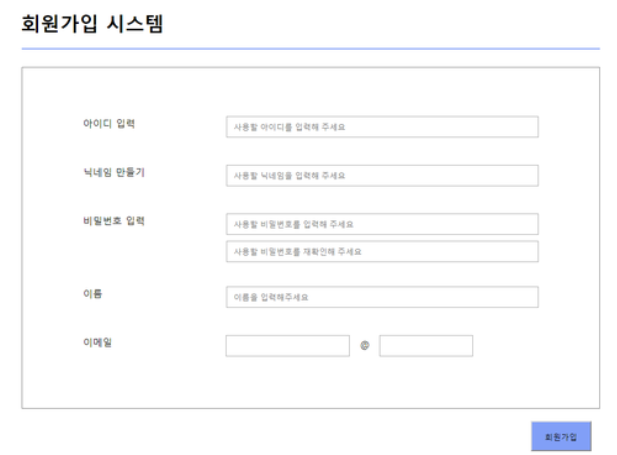 회원가입 시스템
아이디 입력
사용할 아이디를 입력해 주세요
닉네임 만들기
사용할 닉네임을 입력해 주세요
비밀번호 입력
사용할 비밀번호를 입력해 주세요
사용할 비밀번호를 재확인해 주세요
이름
이름을 입력해주세요
이메일
@
회원가입